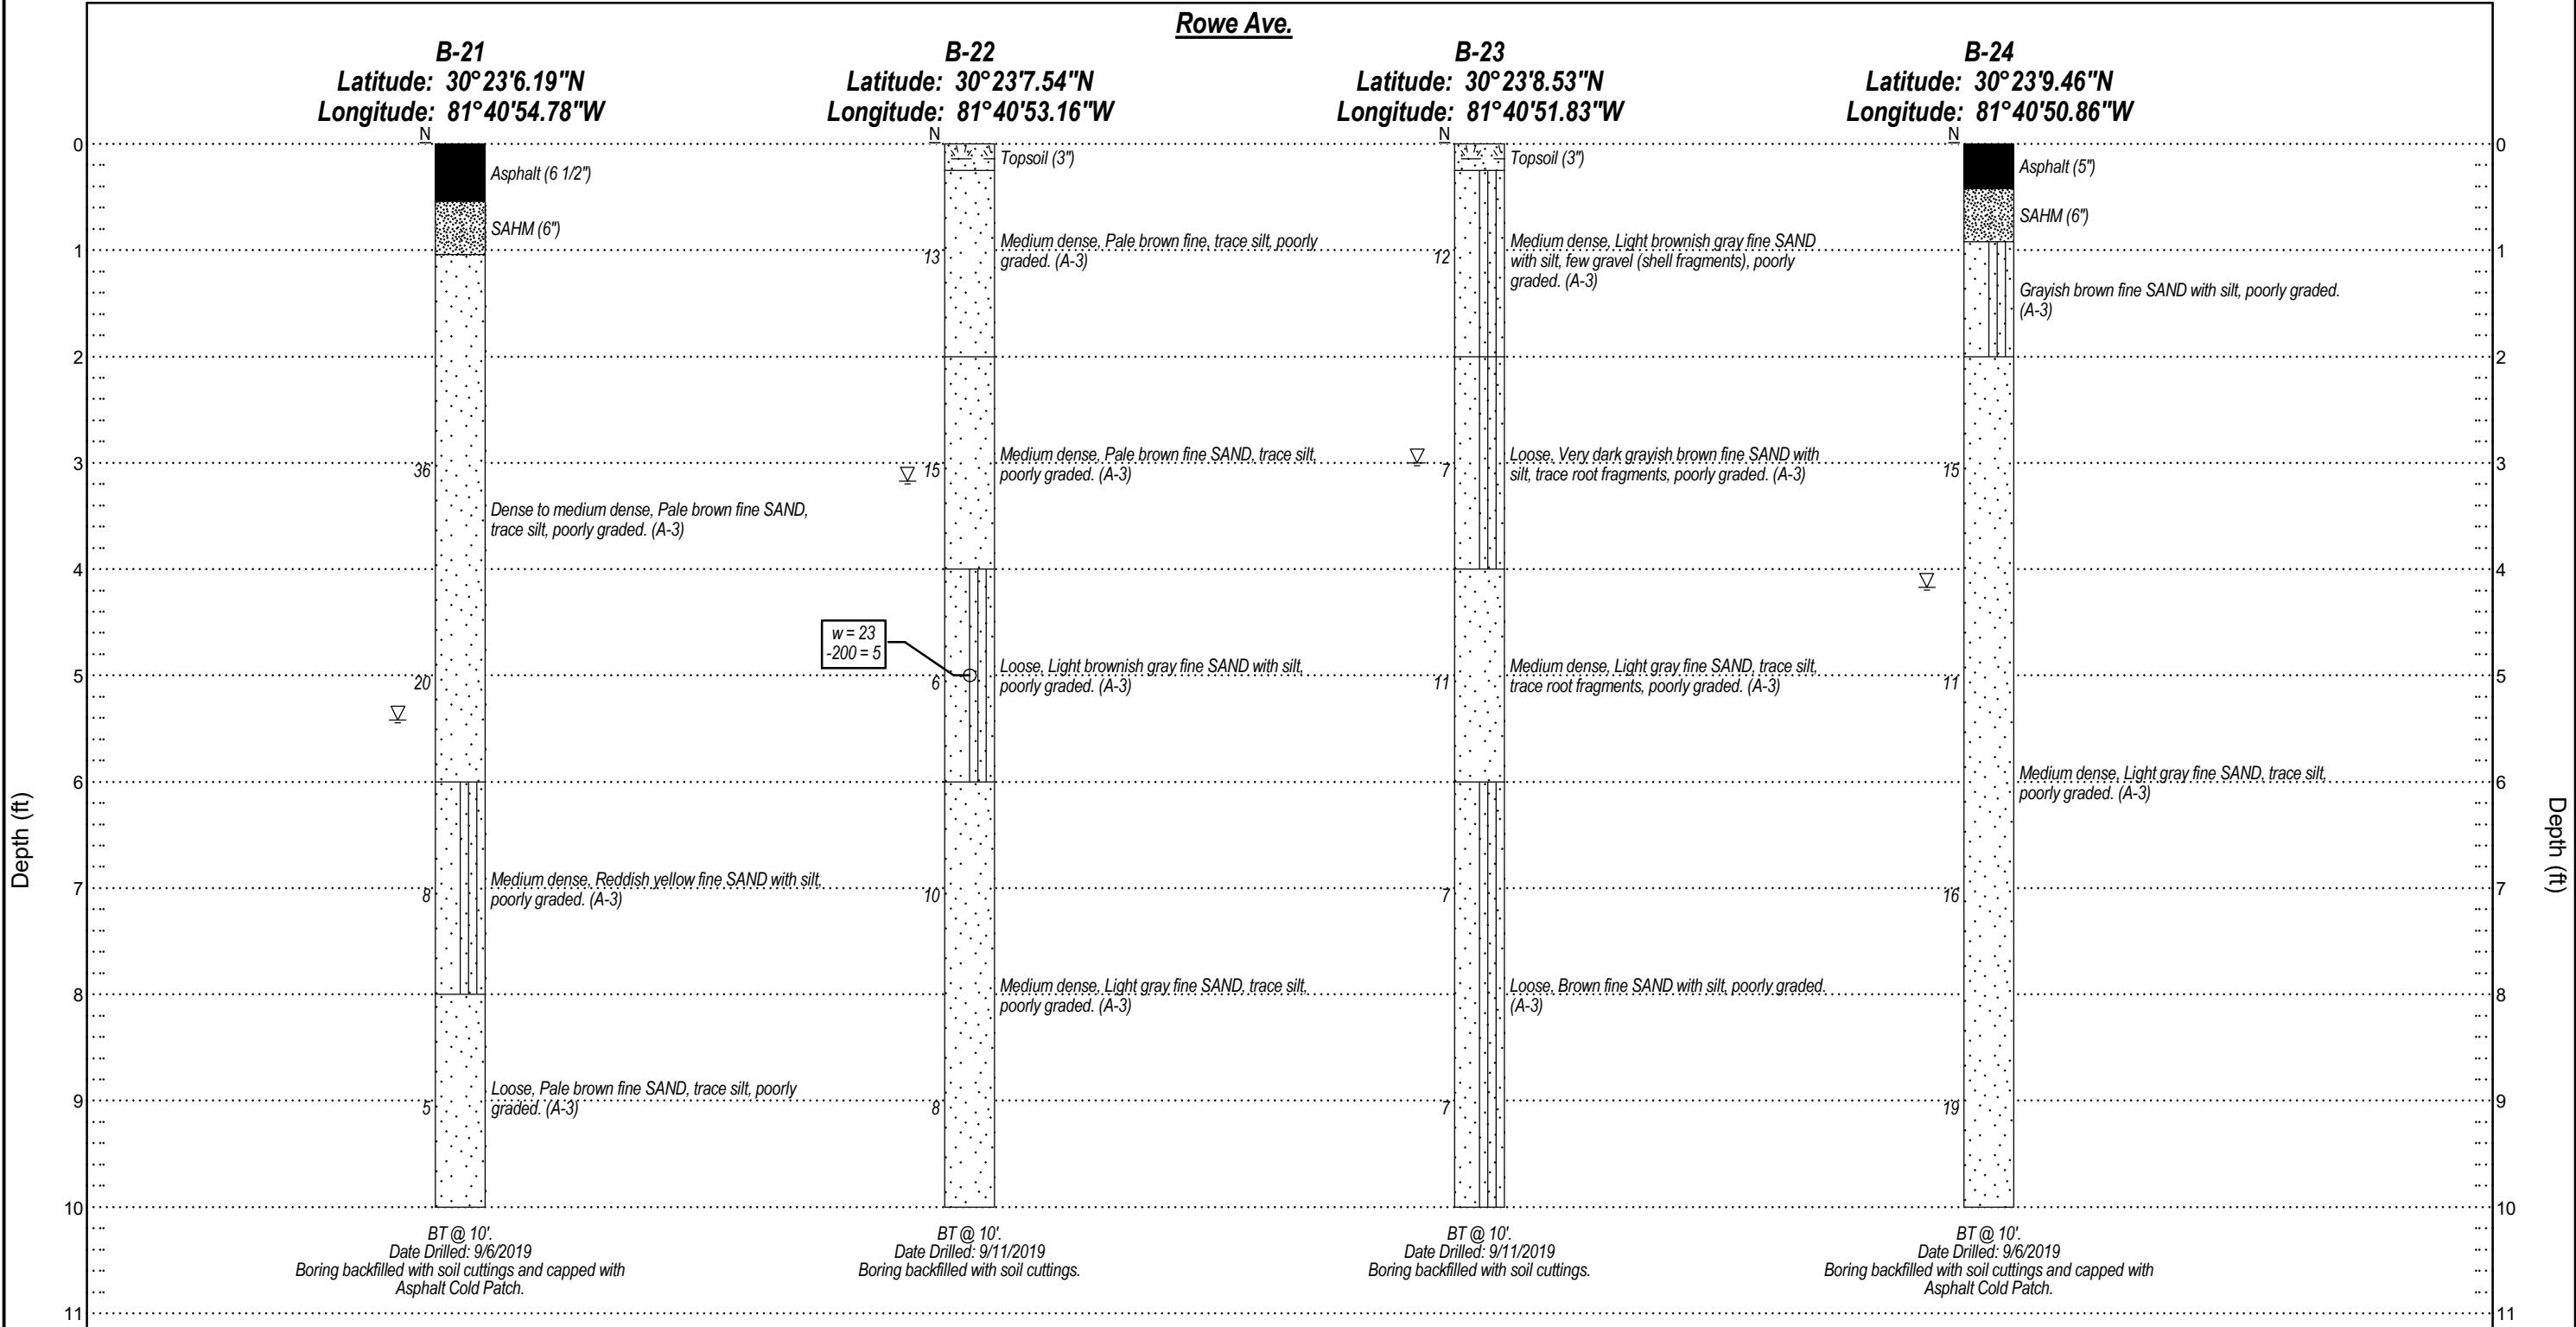 Rowe Ave.
B-21
Latitude: 30°23'6.19"N
Longitude: 81°40'54.78"W
N
Asphalt (6 1/2")
SAHM (6")
36
Dense to medium dense, Pale brown fine SAND,
trace silt, poorly graded. (A-3)
20
8
Medium dense, Reddish yellow fine SAND with silt,
poorly graded. (A-3)
5
Loose, Pale brown fine SAND, trace silt, poorly
graded. (A-3)
BT @ 10'.
Date Drilled: 9/6/2019
Boring backfilled with soil cuttings and capped with
Asphalt Cold Patch.
B-22
Latitude: 30°23'7.54"N
Longitude: 81°40'53.16"W
N
Topsoil (3")
13
Medium dense, Pale brown fine, trace silt, poorly
graded. (A-3)
15
Medium dense, Pale brown fine SAND, trace silt,
poorly graded. (A-3)
w = 23
-200 = 5
6
Loose, Light brownish gray fine SAND with silt,
poorly graded. (A-3)
10
Medium dense, Light gray fine SAND, trace silt,
poorly graded. (A-3)
8
BT @ 10'.
Date Drilled: 9/11/2019
Boring backfilled with soil cuttings.
B-23
Latitude: 30°23'8.53"N
Longitude: 81°40'51.83"W
N
Topsoil (3")
12
Medium dense, Light brownish gray fine SAND
with silt, few gravel (shell fragments), poorly
graded. (A-3)
7
Loose, Very dark grayish brown fine SAND with
silt, trace root fragments, poorly graded. (A-3)
11
Medium dense, Light gray fine SAND, trace silt,
trace root fragments, poorly graded. (A-3)
7
Loose, Brown fine SAND with silt, poorly graded.
(A-3)
7
BT @ 10'.
Date Drilled: 9/11/2019
Boring backfilled with soil cuttings.
B-24
Latitude: 30°23'9.46"N
Longitude: 81°40'50.86"W
N
Asphalt (5")
SAHM (6")
Grayish brown fine SAND with silt, poorly graded.
(A-3)
15
11
Medium dense, Light gray fine SAND, trace silt,
poorly graded. (A-3)
16
19
BT @ 10'.
Date Drilled: 9/6/2019
Boring backfilled with soil cuttings and capped with
Asphalt Cold Patch.
Depth (ft)
0
1
2
3
4
5
6
7
8
9
10
11
0
1
2
3
4
5
6
7
8
9
10
11
Depth (ft)